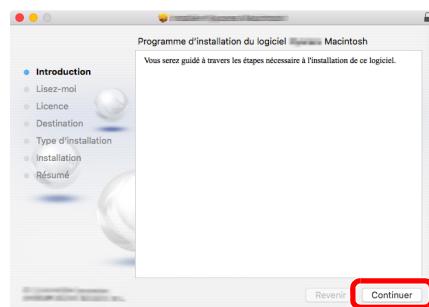 Programme d'installation du logiciel Macintosh
Introduction
Lisez-moi
Licence
Destination
Type d'installation
Installation
Résumé
Vous serez guidé à travers les étapes nécessaire à l'installation de ce logiciel.
Revenir
Continuer